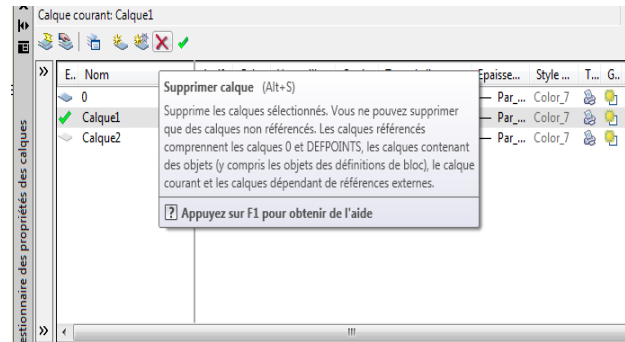 Calque courant: Calque1
E.. Nom
Epaisse... Style ... T... G..
0
— Par_... Color_7
Calque1
— Par_... Color_7
Calque2
— Par_... Color_7
Supprimer calque (Alt+S)
Supprime les calques sélectionnés. Vous ne pouvez supprimer
que des calques non référencés. Les calques référencés
comprennent les calques 0 et DEFPOINTS, les calques contenant
des objets (y compris les objets des définitions de bloc), le calque
courant et les calques dépendant de références externes.
? Appuyez sur F1 pour obtenir de l'aide
estionnaire des propriétés des calques